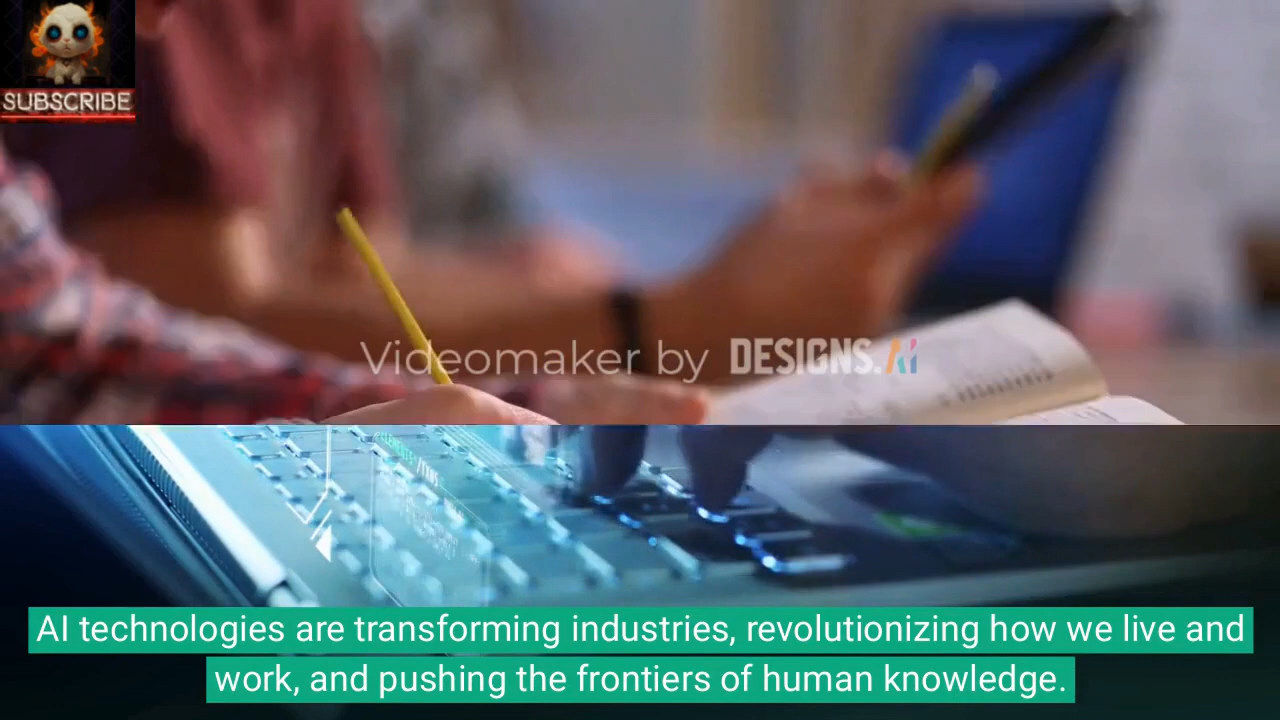 SUBSCRIBE
Videomaker by DESIGNS.AI
AI technologies are transforming industries, revolutionizing how we live and
work, and pushing the frontiers of human knowledge.